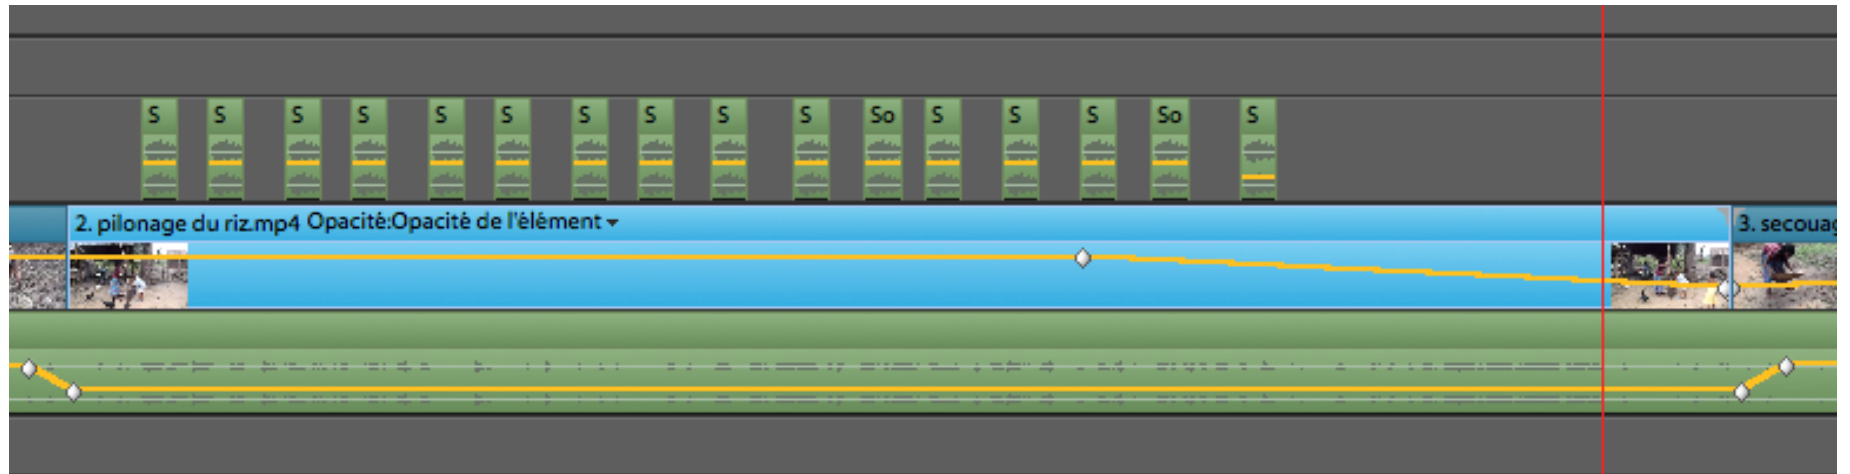 S S S S S S S S S S So S S S So S
2. pilonage du riz.mp4 Opacité:Opacité de l'élément 3. secouag